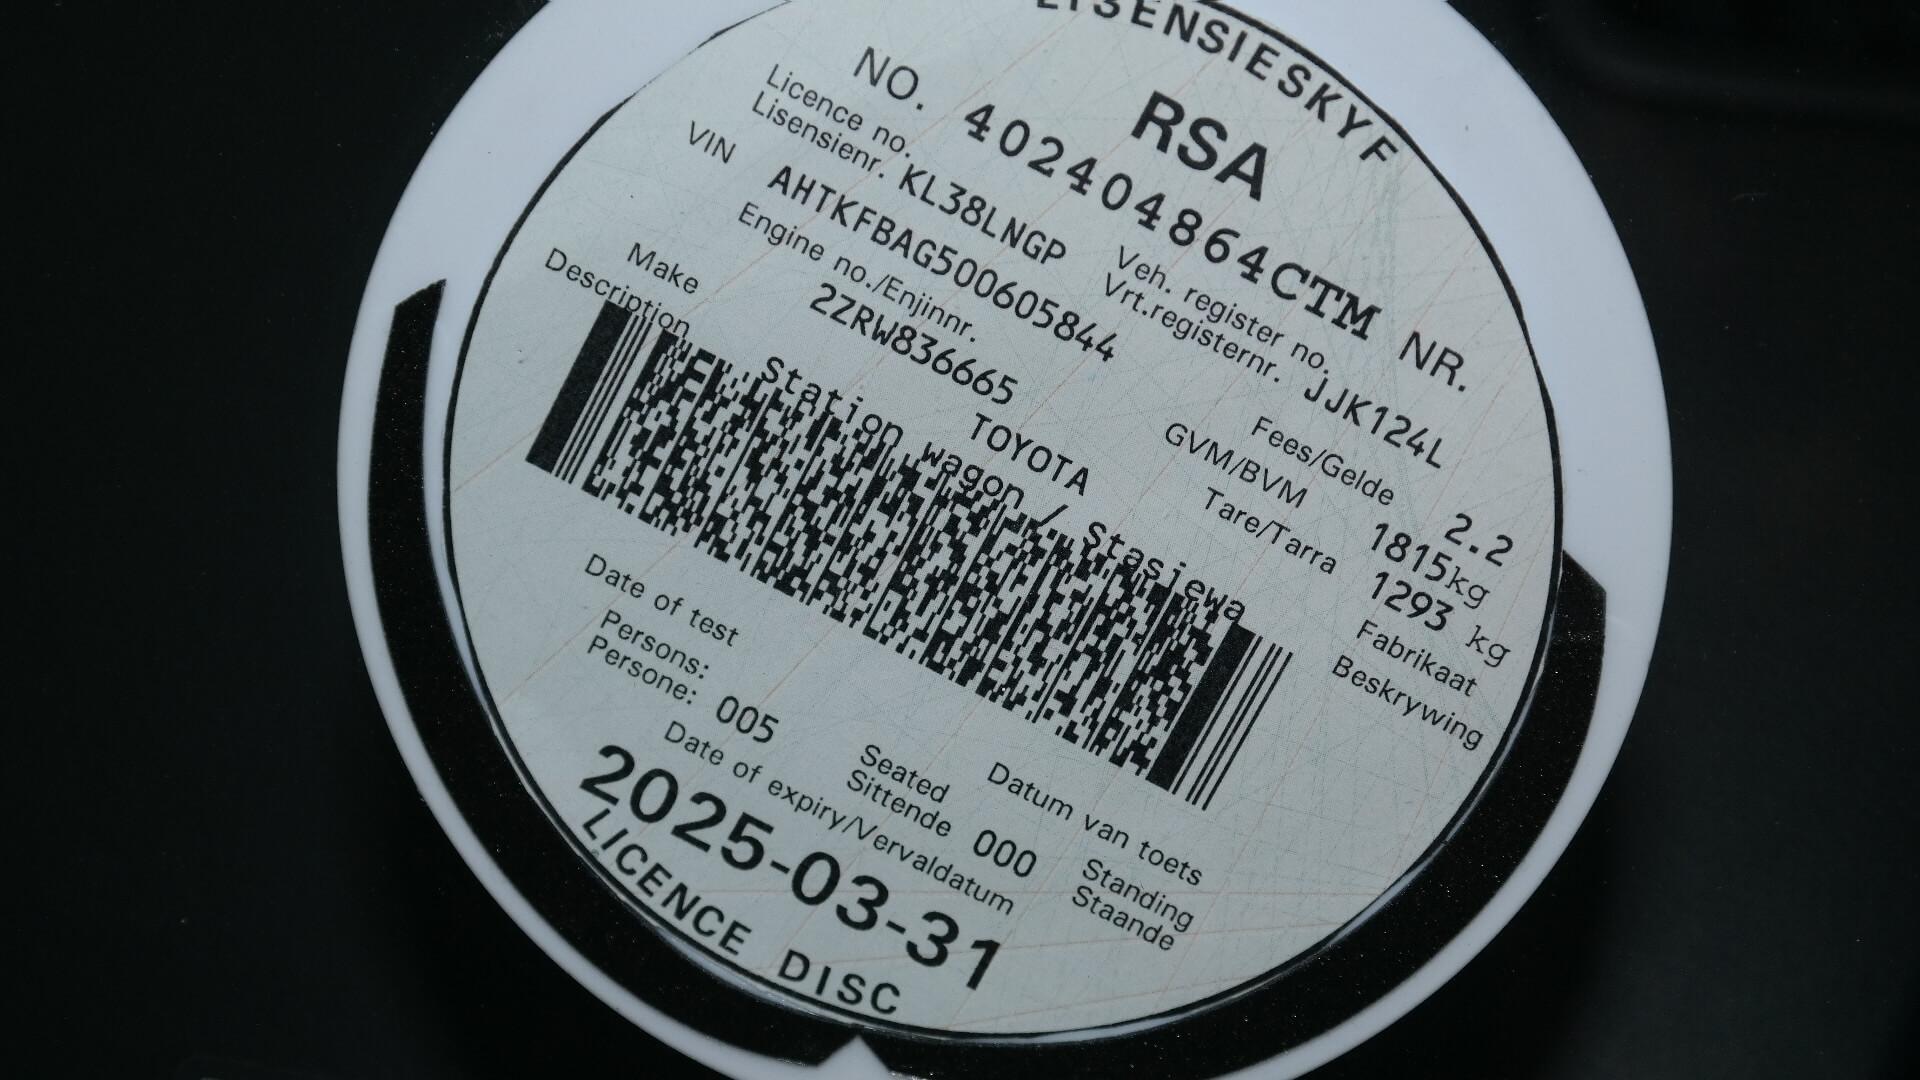 LISENSIESKYF
RSA
NO. 402404864CTM NR.
Licence no. Veh. register no.
Lisensienr. KL38LNGP Vrt.registernr. JJK124L
VIN AHTKFBAG500605844 Fees/Gelde 2.2
Engine no./Enjinnr. GVM/BVM 1815kg
2ZRW836665 Tare/Tarra 1293 kg
Make TOYOTA Fabrikaat
Description Station wagon / Stasiewa Beskrywing
Date of test Datum van toets
Persons: Seated Standing
Persone: 005 Sittende 000 Staande
Date of expiry/Vervaldatum
2025-03-31
LICENCE DISC